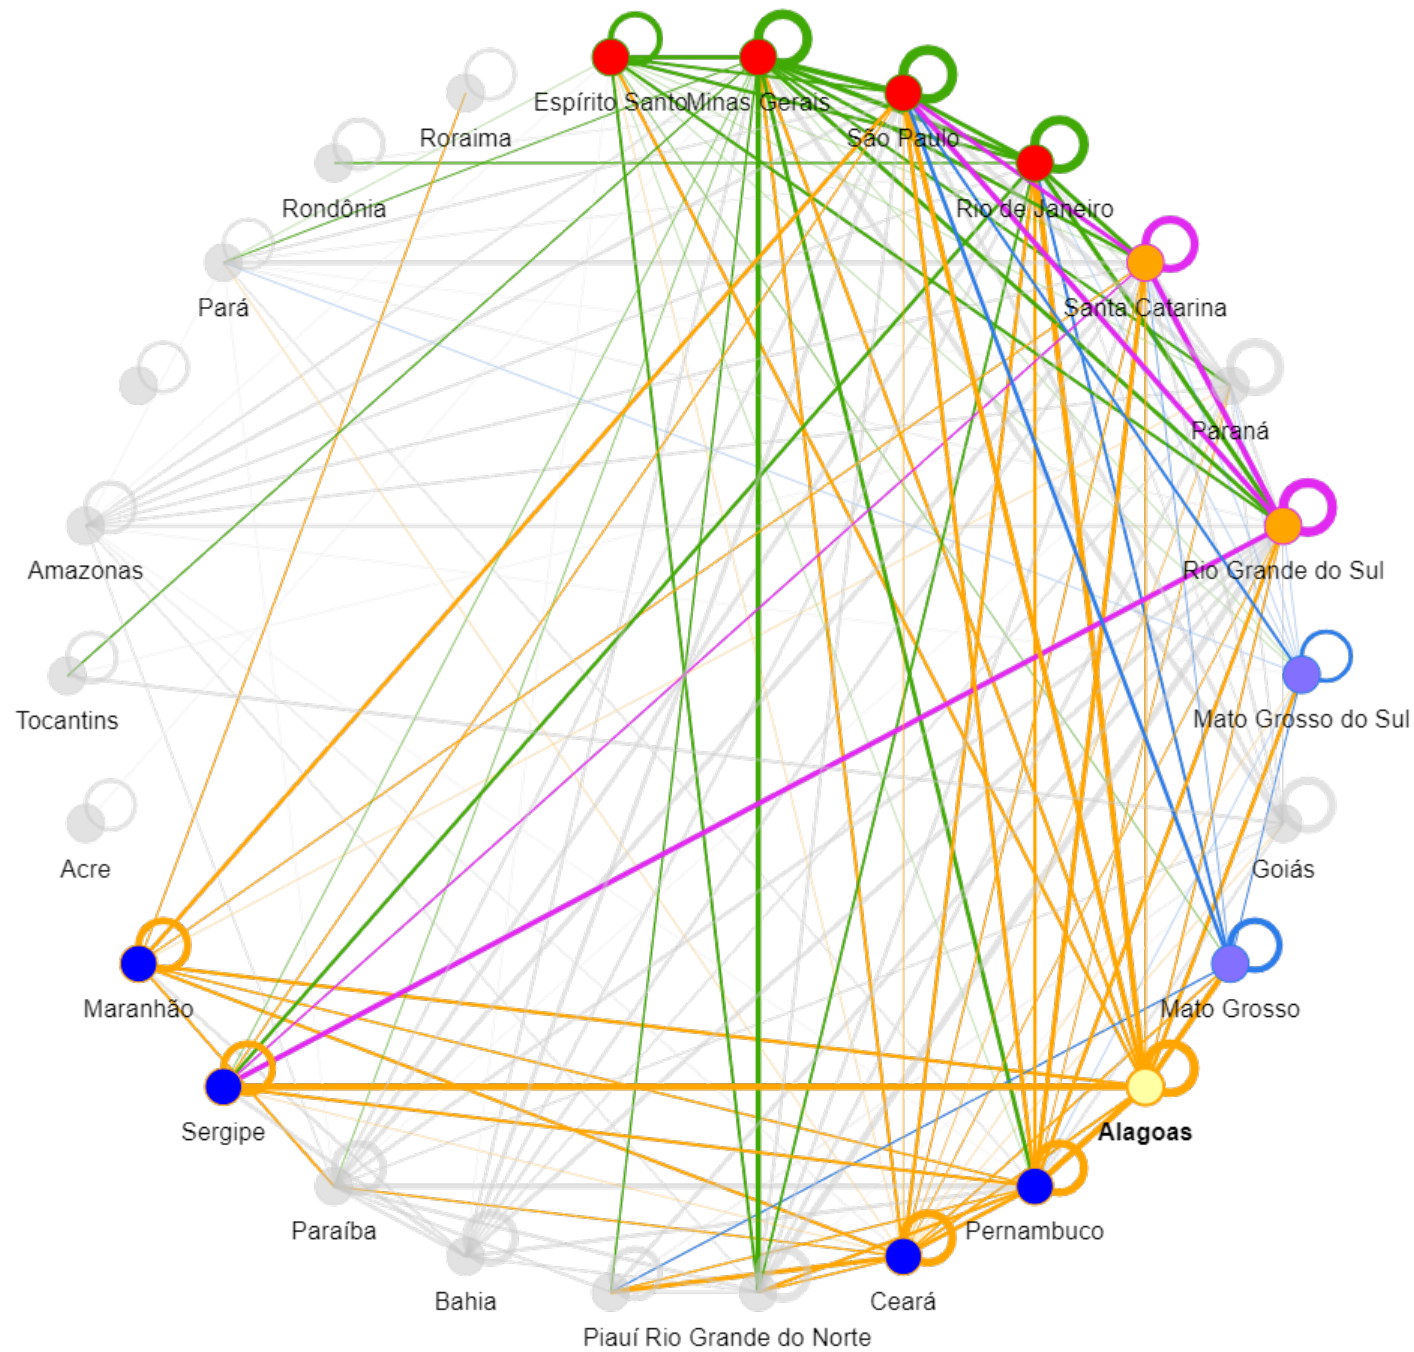 Espírito Santo
Minas Gerais
Roraima
São Paulo
Rondônia
Rio de Janeiro
Pará
Santa Catarina
Paraná
Amazonas
Rio Grande do Sul
Tocantins
Mato Grosso do Sul
Acre
Goiás
Maranhão
Mato Grosso
Sergipe
Alagoas
Paraíba
Pernambuco
Bahia
Ceará
Piauí
Rio Grande do Norte